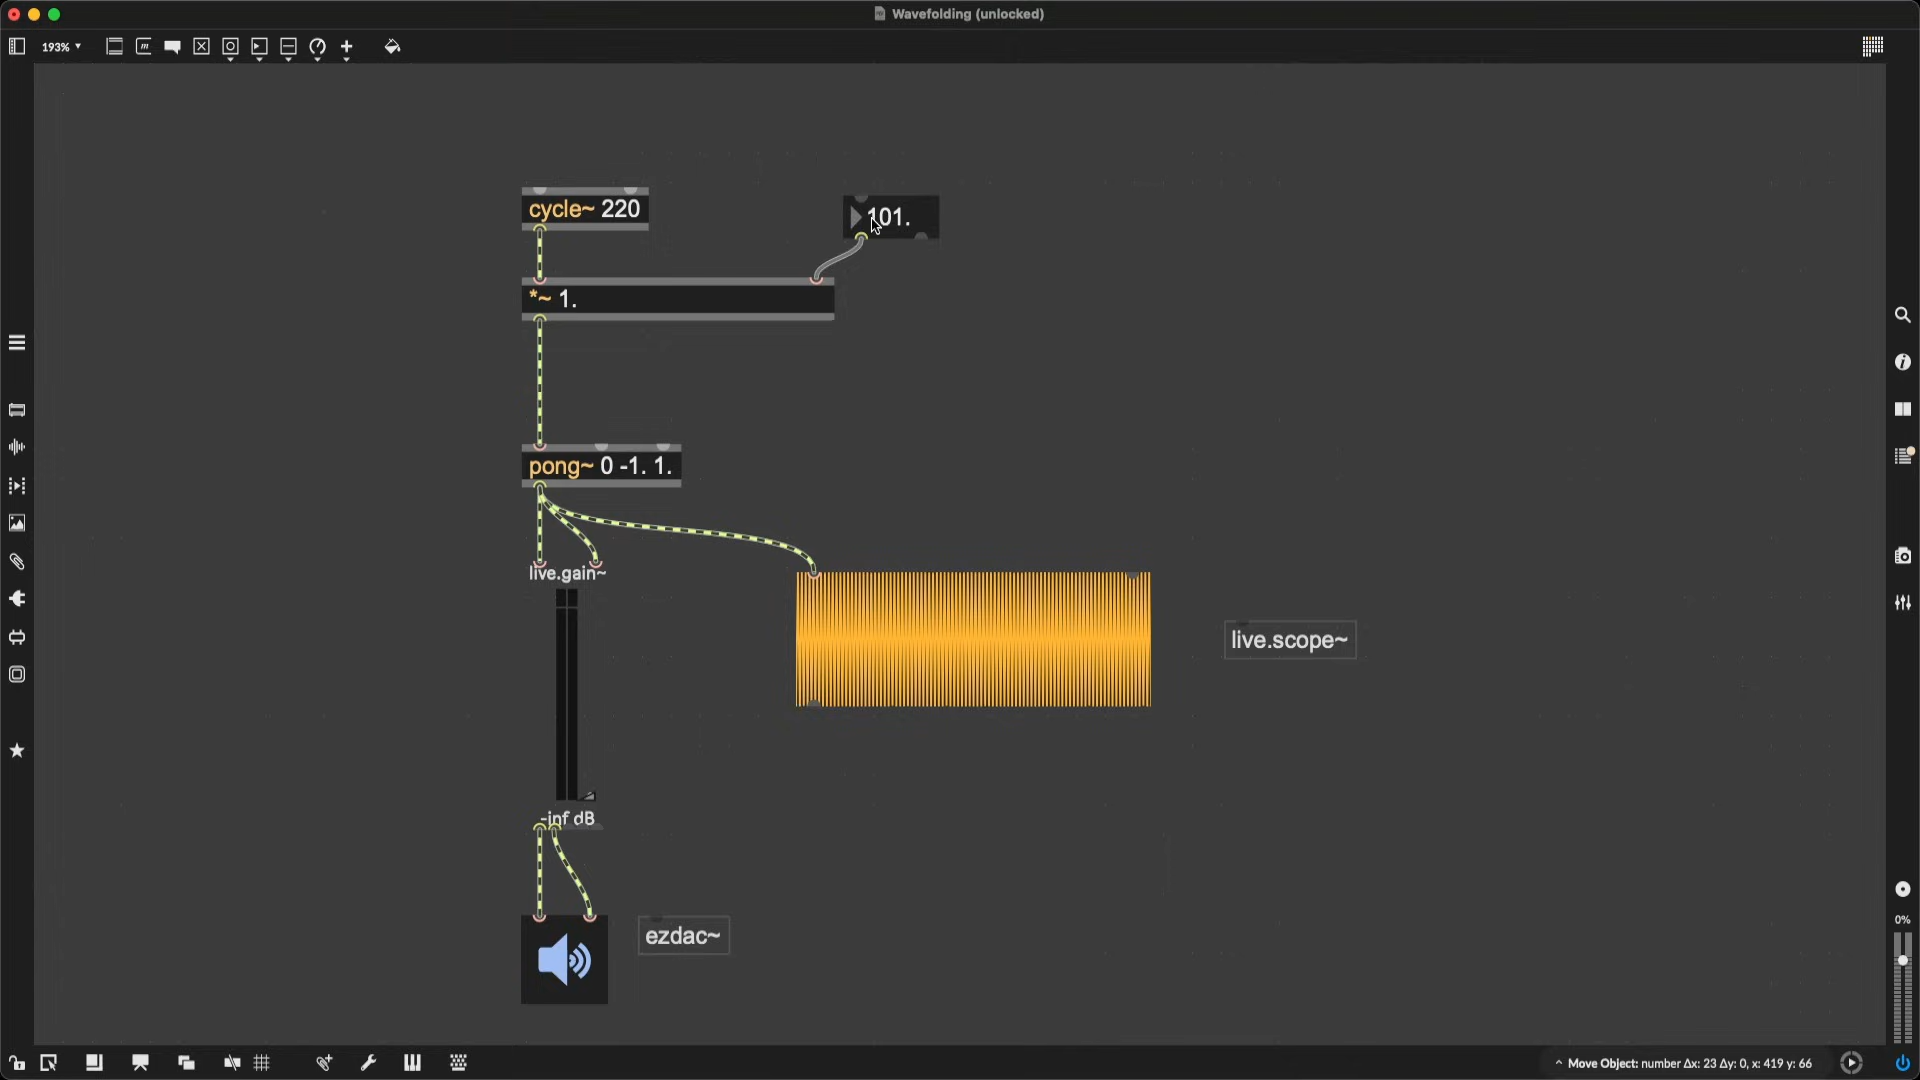 Wavefolding (unlocked)
193%
cycle~ 220
101.
*~ 1.
pong~ 0 -1. 1.
live.gain~
live.scope~
-inf dB
0%
ezdac~
Move Object: number Δx: 23 Δy: 0, x: 419 y: 66